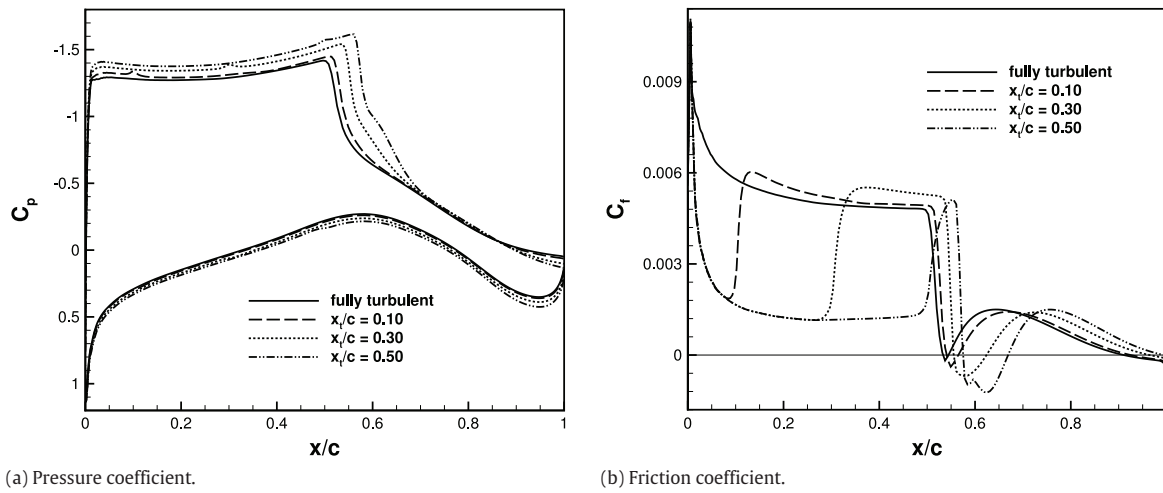 -1.5
-1
-0.5
0
0.5
1
C_p
0
0.2
0.4
0.6
0.8
1
x/c
fully turbulent
x_t/c = 0.10
x_t/c = 0.30
x_t/c = 0.50
(a) Pressure coefficient.
0.009
0.006
0.003
0
C_f
0
0.2
0.4
0.6
0.8
x/c
fully turbulent
x_t/c = 0.10
x_t/c = 0.30
x_t/c = 0.50
(b) Friction coefficient.